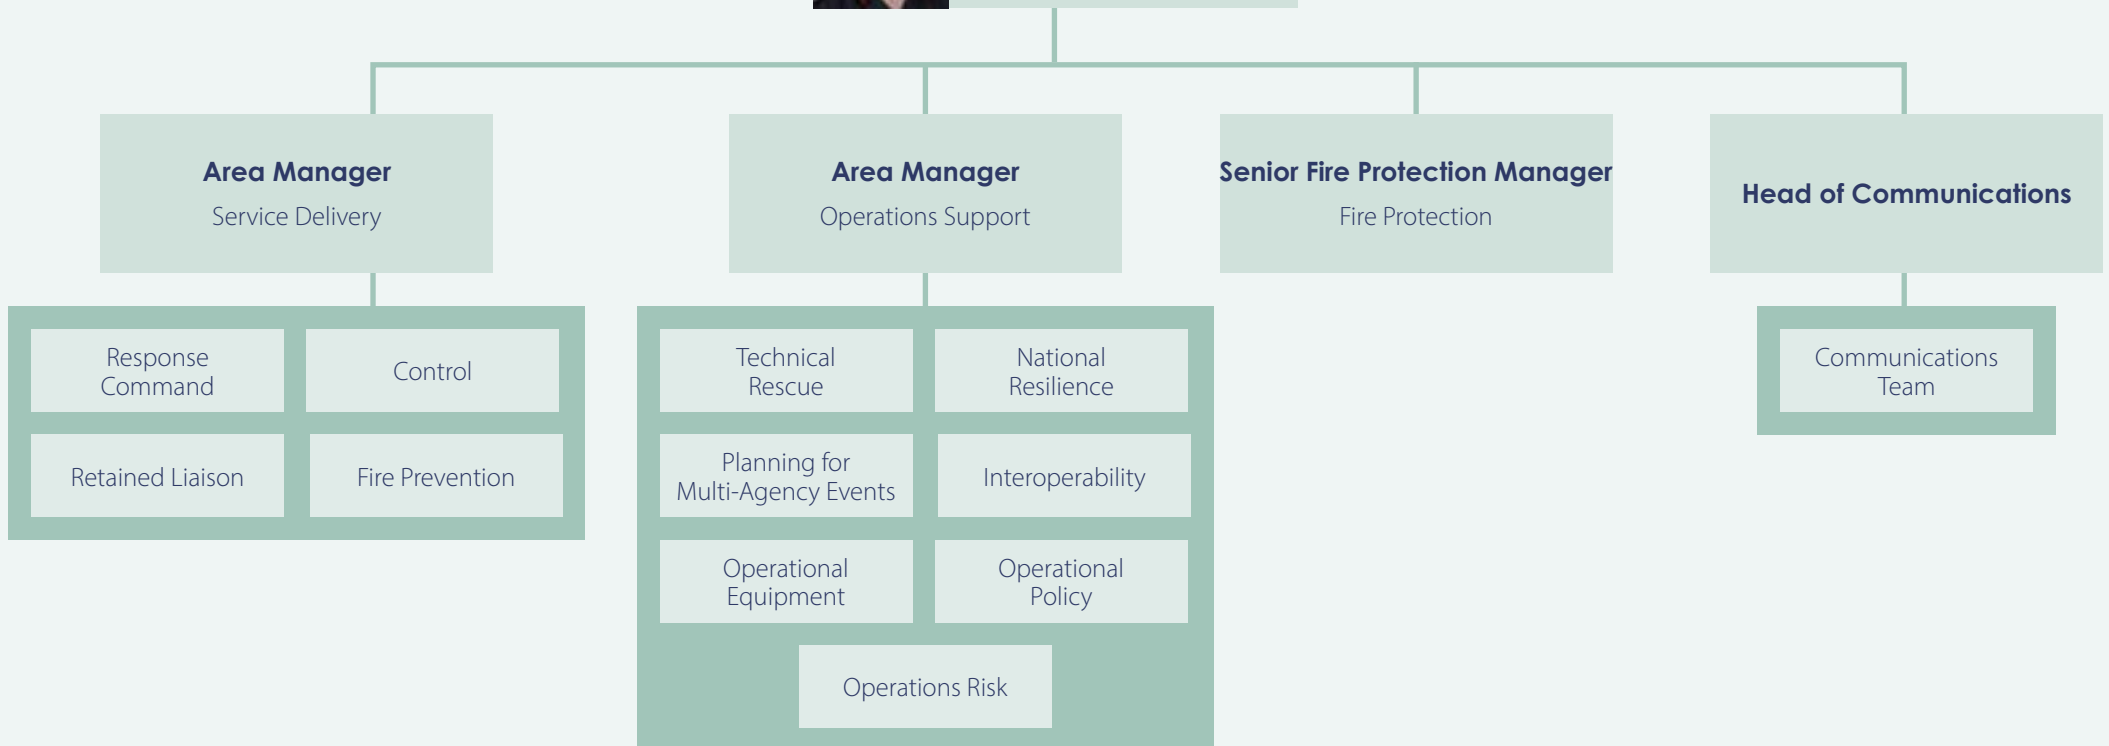 Area Manager
Service Delivery
Area Manager
Operations Support
Senior Fire Protection Manager
Fire Protection
Head of Communications
Response
Command
Control
Retained Liaison
Fire Prevention
Technical
Rescue
National
Resilience
Planning for
Multi-Agency Events
Interoperability
Operational
Equipment
Operational
Policy
Operations Risk
Communications
Team